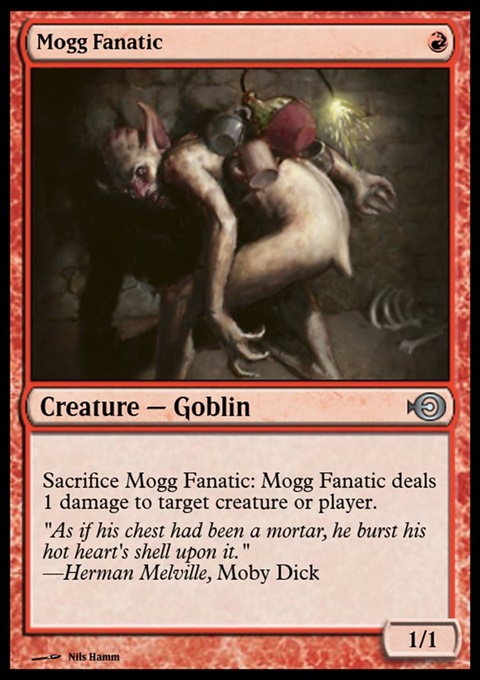 Mogg Fanatic
Creature — Goblin
Sacrifice Mogg Fanatic: Mogg Fanatic deals
1 damage to target creature or player.
"As if his chest had been a mortar, he burst his
hot heart's shell upon it."
—Herman Melville, Moby Dick
1/1
Nils Hamm